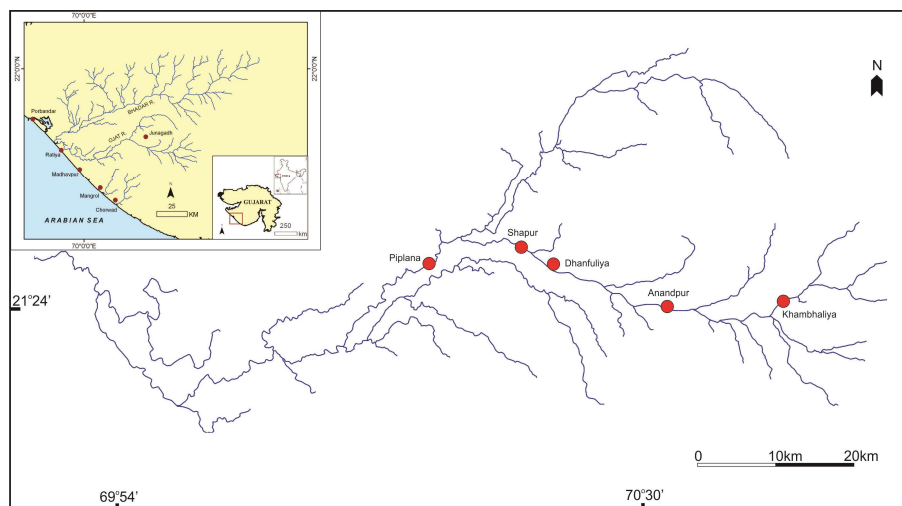 70°0'0"E
22°0'N
22°0'N
Porbandar
BHADAR R.
OJAT R.
Junagadh
Ratiya
Madhavpur
Mangrol
Chorwad
N
25
KM
ARABIAN SEA
70°0'0"E
GUJARAT
250
km
N
Shapur
Piplana
Dhanfuliya
Anandpur
Khambhaliya
21°24'
0 10km 20km
69°54'
70°30'